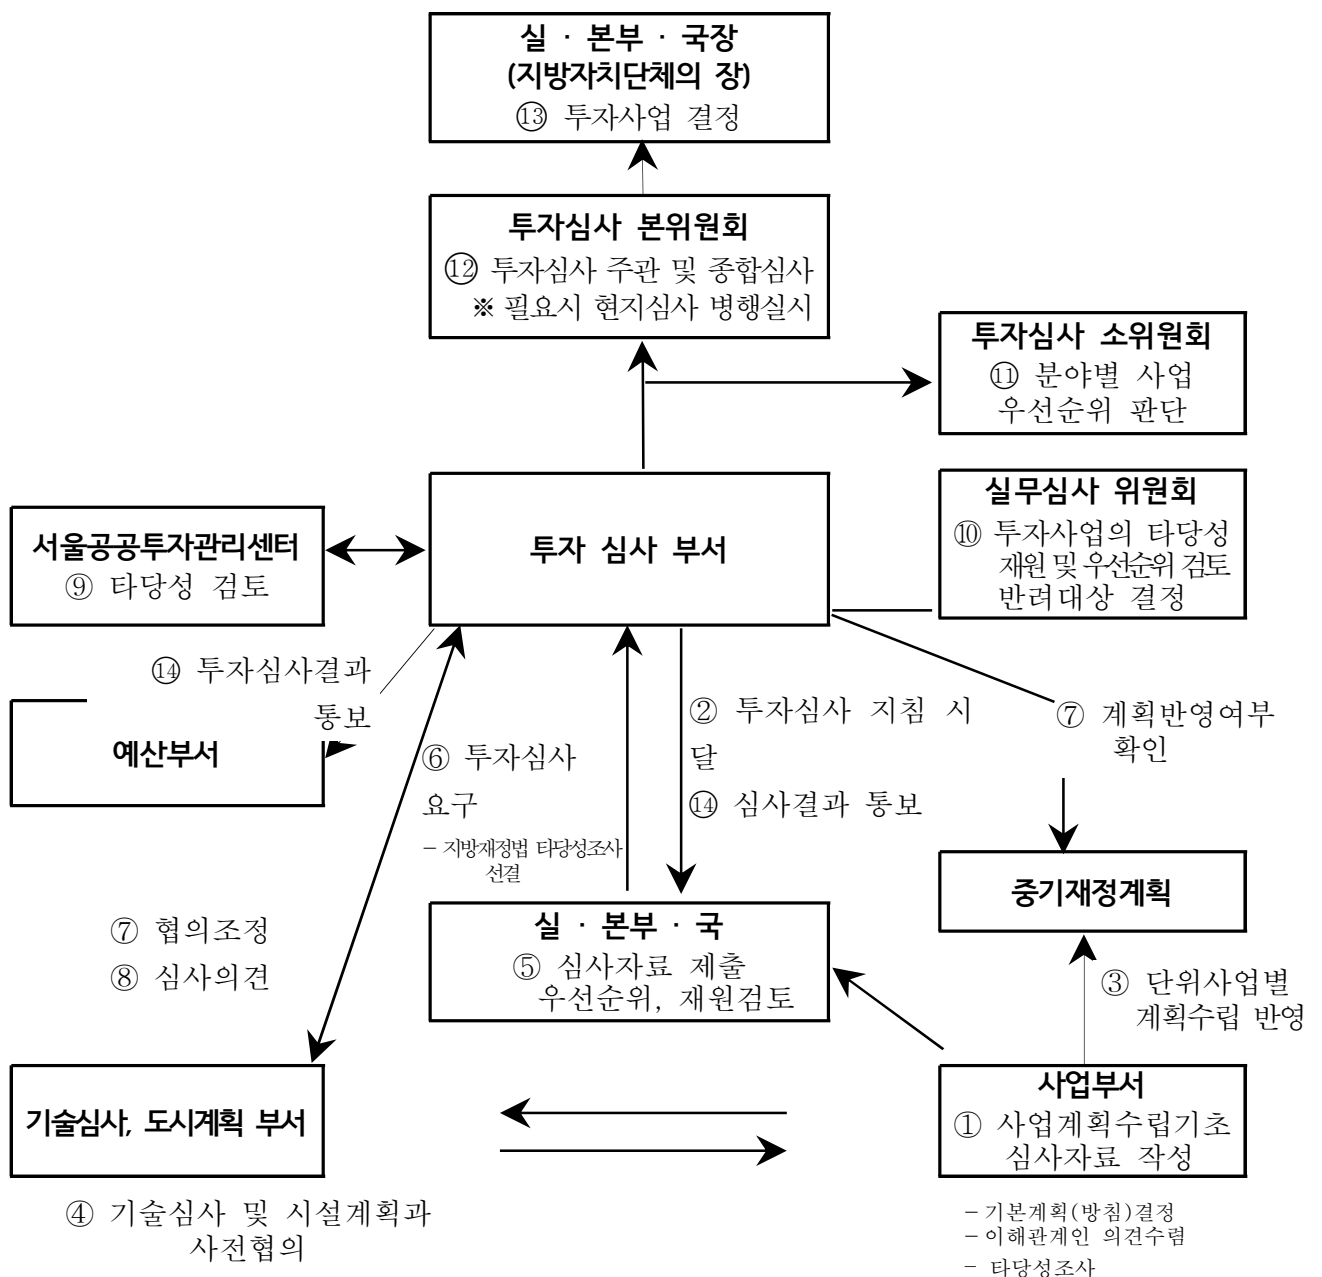 실 · 본부 · 국장
(지방자치단체의 장)
⑬ 투자사업 결정
투자심사 본위원회
⑫ 투자심사 주관 및 종합심사
※ 필요시 현지심사 병행실시
투자심사 소위원회
⑪ 분야별 사업
우선순위 판단
실무심사 위원회
⑩ 투자사업의 타당성
재원 및 우선순위 검토
반려대상 결정
투자 심사 부서
서울공공투자관리센터
⑨ 타당성 검토
⑭ 투자심사결과
통보
예산부서
⑥ 투자심사
요구
- 지방재정법 타당성조사
선결
② 투자심사 지침 시
달
⑭ 심사결과 통보
⑦ 계획반영여부
확인
중기재정계획
⑦ 협의조정
⑧ 심사의견
실 · 본부 · 국
⑤ 심사자료 제출
우선순위, 재원검토
③ 단위사업별
계획수립 반영
기술심사, 도시계획 부서
사업부서
① 사업계획수립기초
심사자료 작성
④ 기술심사 및 시설계획과
사전협의
- 기본계획(방침)결정
- 이해관계인 의견수렴
- 타당성조사